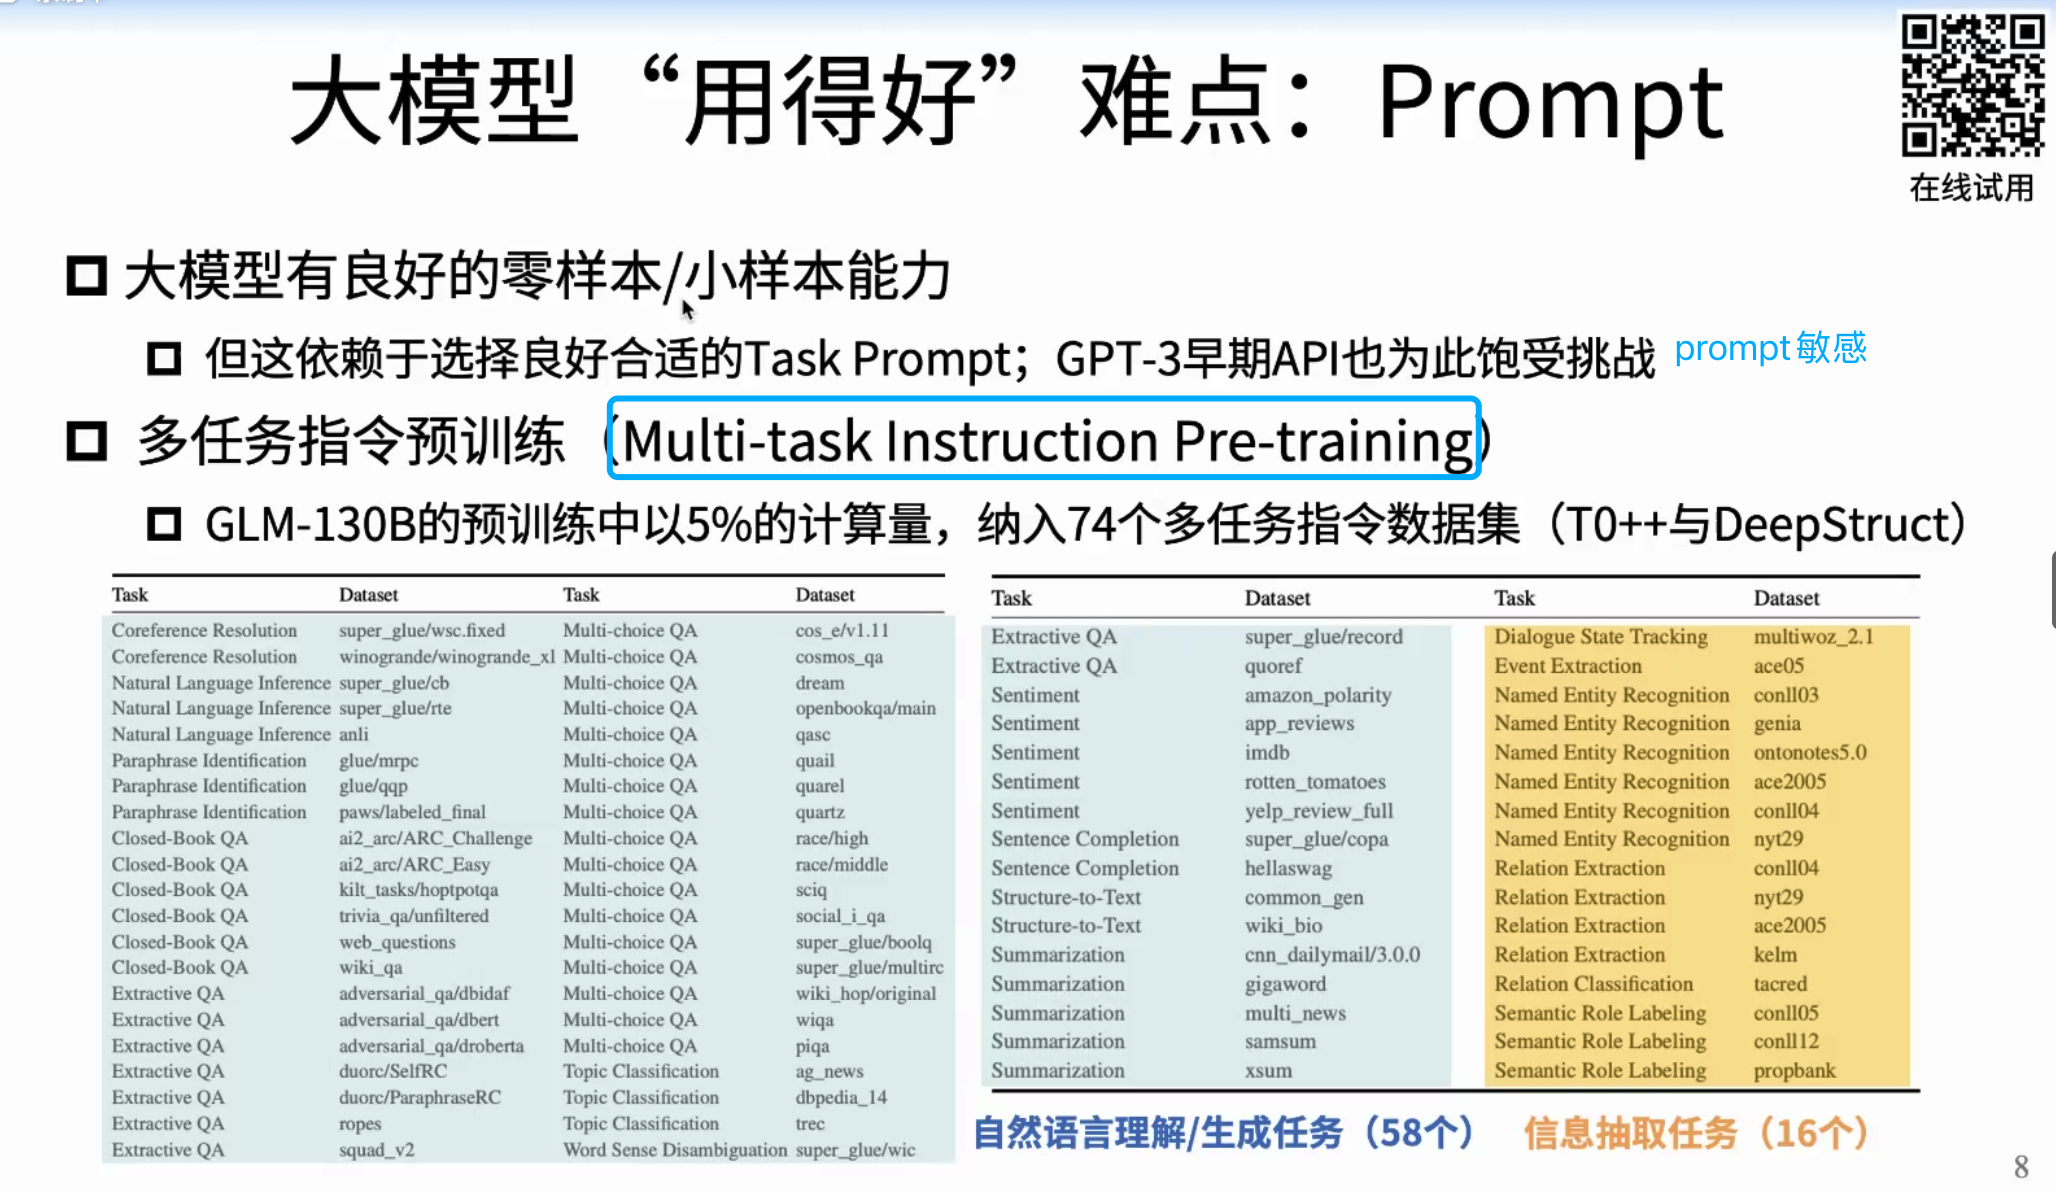 大模型“用得好”难点：Prompt
在线试用
大模型有良好的零样本/小样本能力
但这依赖于选择良好合适的Task Prompt；GPT-3早期API也为此饱受挑战 prompt敏感
多任务指令预训练（Multi-task Instruction Pre-training）
GLM-130B的预训练中以5%的计算量，纳入74个多任务指令数据集（T0++与DeepStruct）
Task Dataset Task Dataset
Coreference Resolution super_glue/wsc.fixed Multi-choice QA cos_e/v1.11
Coreference Resolution winogrande/winogrande_xl Multi-choice QA cosmos_qa
Natural Language Inference super_glue/cb Multi-choice QA dream
Natural Language Inference super_glue/rte Multi-choice QA openbookqa/main
Natural Language Inference anli Multi-choice QA qasc
Paraphrase Identification glue/mrpc Multi-choice QA quail
Paraphrase Identification glue/qqp Multi-choice QA quarel
Paraphrase Identification paws/labeled_final Multi-choice QA quartz
Closed-Book QA ai2_arc/ARC_Challenge Multi-choice QA race/high
Closed-Book QA ai2_arc/ARC_Easy Multi-choice QA race/middle
Closed-Book QA kilt_tasks/hoptpotqa Multi-choice QA sciq
Closed-Book QA trivia_qa/unfiltered Multi-choice QA social_i_qa
Closed-Book QA web_questions Multi-choice QA super_glue/boolq
Closed-Book QA wiki_qa Multi-choice QA super_glue/multirc
Extractive QA adversarial_qa/dbidaf Multi-choice QA wiki_hop/original
Extractive QA adversarial_qa/dbert Multi-choice QA wiqa
Extractive QA adversarial_qa/droberta Multi-choice QA piqa
Extractive QA duorc/SelfRC Topic Classification ag_news
Extractive QA duorc/ParaphraseRC Topic Classification dbpedia_14
Extractive QA ropes Topic Classification trec
Extractive QA squad_v2 Word Sense Disambiguation super_glue/wic
Task Dataset Task Dataset
Extractive QA super_glue/record Dialogue State Tracking multiwoz_2.1
Extractive QA quoref Event Extraction ace05
Sentiment amazon_polarity Named Entity Recognition conll03
Sentiment app_reviews Named Entity Recognition genia
Sentiment imdb Named Entity Recognition ontonotes5.0
Sentiment rotten_tomatoes Named Entity Recognition ace2005
Sentiment yelp_review_full Named Entity Recognition conll04
Sentence Completion super_glue/copa Named Entity Recognition nyt29
Sentence Completion hellaswag Relation Extraction conll04
Structure-to-Text common_gen Relation Extraction nyt29
Structure-to-Text wiki_bio Relation Extraction ace2005
Summarization cnn_dailymail/3.0.0 Relation Extraction kelm
Summarization gigaword Relation Classification tacred
Summarization multi_news Semantic Role Labeling conll05
Summarization samsum Semantic Role Labeling conll12
Summarization xsum Semantic Role Labeling propbank
自然语言理解/生成任务（58个） 信息抽取任务（16个）
8